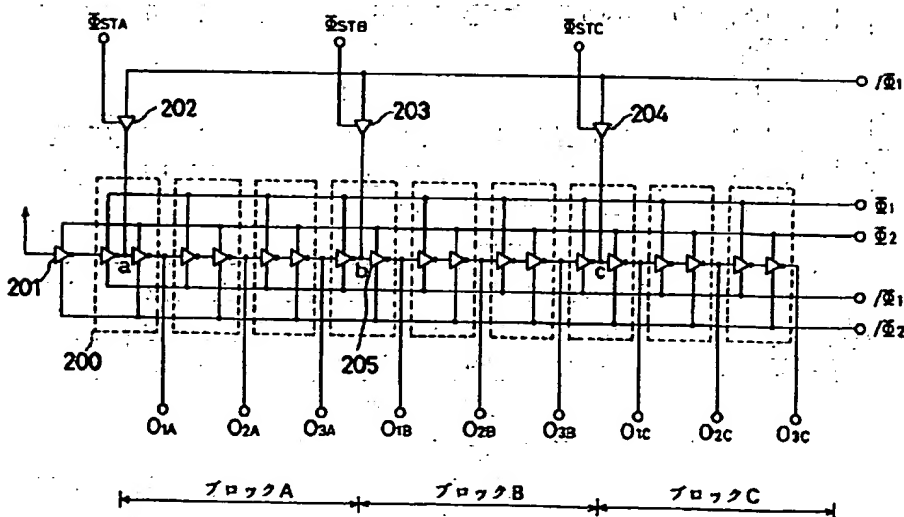 ΦSTA ΦSTB ΦSTC
/Φ1
202 203 204
Φ1
Φ2
a b c
201
/Φ1
/Φ2
200 205
O1A O2A O3A O1B O2B O3B O1C O2C O3C
ブロックA ブロックB ブロックC